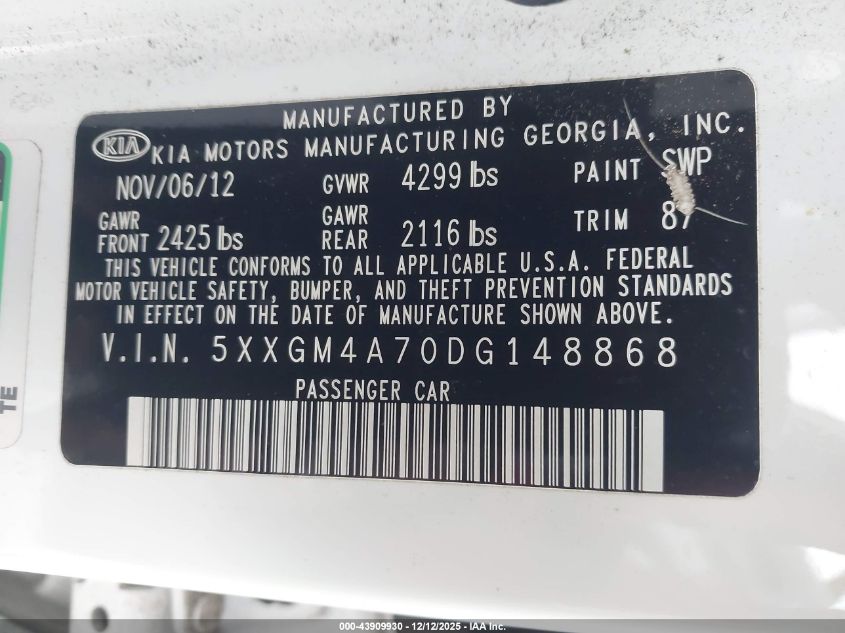 MANUFACTURED BY
KIA KIA MOTORS MANUFACTURING GEORGIA, INC.
NOV/06/12 GVWR 4299 lbs PAINT SWP
GAWR FRONT 2425 lbs GAWR REAR 2116 lbs TRIM 87
THIS VEHICLE CONFORMS TO ALL APPLICABLE U.S.A. FEDERAL
MOTOR VEHICLE SAFETY, BUMPER, AND THEFT PREVENTION STANDARDS
IN EFFECT ON THE DATE OF MANUFACTURE SHOWN ABOVE.
V.I.N. 5XXGM4A70DG148868
PASSENGER CAR
TE
000-43909930 - 12/12/2025 - IAA Inc.